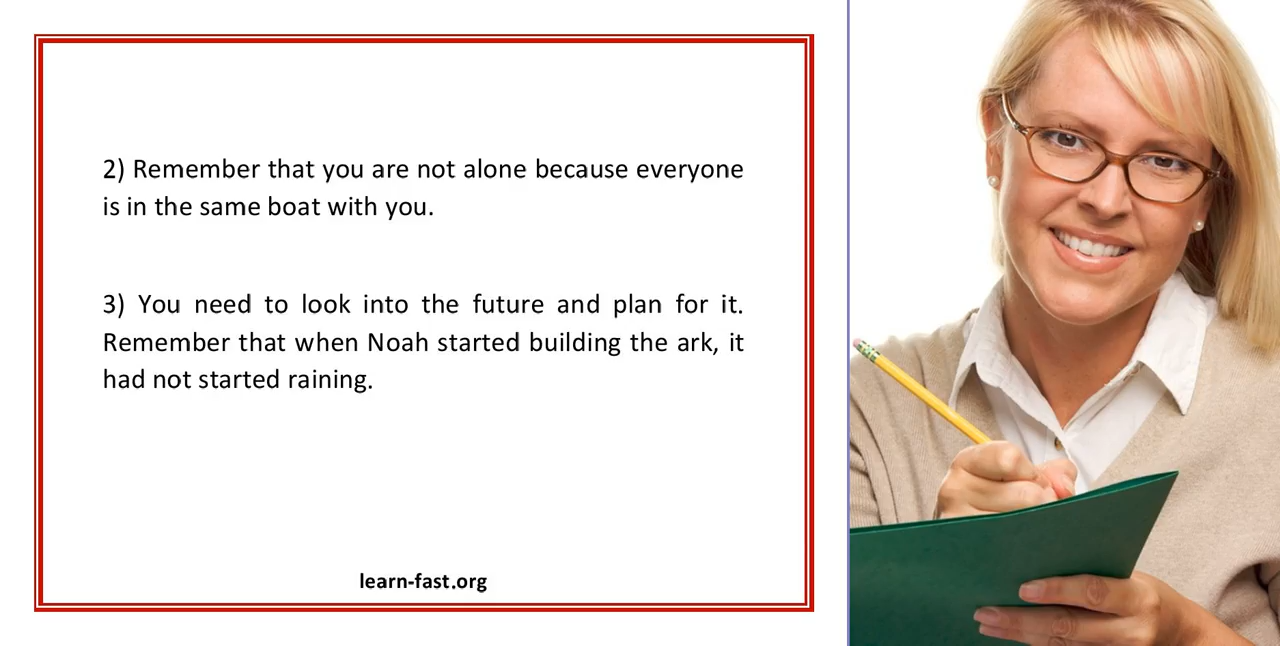 2) Remember that you are not alone because everyone
is in the same boat with you.
3) You need to look into the future and plan for it.
Remember that when Noah started building the ark, it
had not started raining.
learn-fast.org